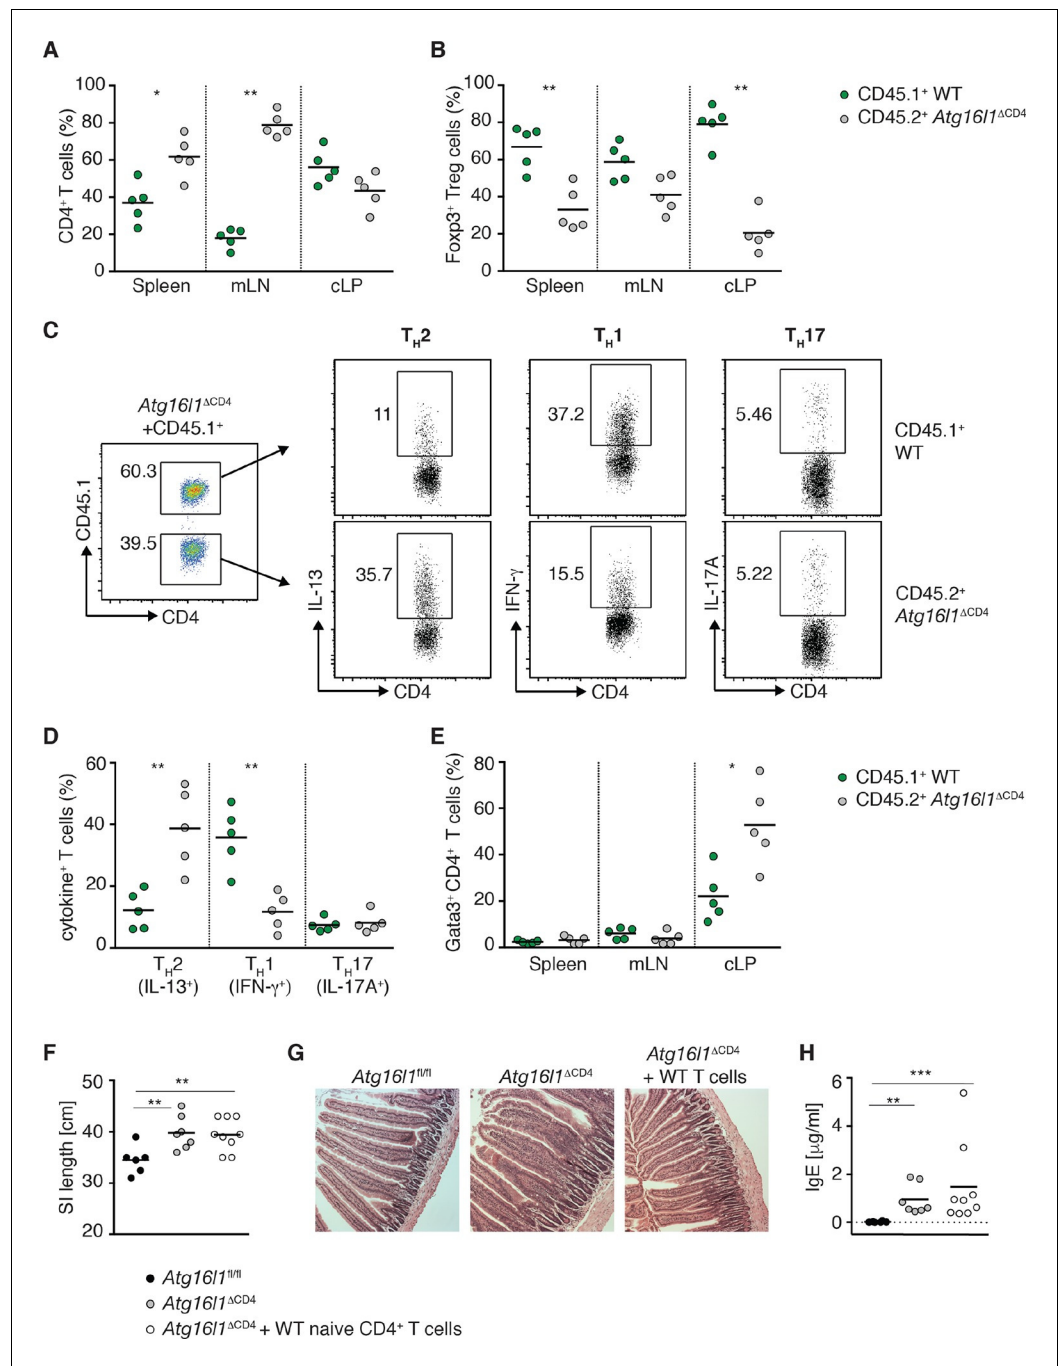 A
B
CD4+ T cells (%)
100
80
60
40
20
0
*
**
Spleen
mLN
cLP
Foxp3+ Treg cells (%)
100
80
60
40
20
0
**
**
Spleen
mLN
cLP
CD45.1+ WT
CD45.2+ Atg16l1ΔCD4
C
TH2
TH1
TH17
Atg16l1ΔCD4
+CD45.1+
60.3
39.5
CD45.1
CD4
11
37.2
5.46
CD45.1+
WT
35.7
15.5
5.22
CD45.2+
Atg16l1ΔCD4
IL-13
IFN-γ
IL-17A
CD4
CD4
CD4
D
E
cytokine+ T cells (%)
60
40
20
0
**
**
TH2
(IL-13+)
TH1
(IFN-γ+)
TH17
(IL-17A+)
Gata3+ CD4+ T cells (%)
80
60
40
20
0
*
Spleen
mLN
cLP
CD45.1+ WT
CD45.2+ Atg16l1ΔCD4
F
SI length [cm]
50
40
30
20
**
**
G
Atg16l1fl/fl
Atg16l1ΔCD4
Atg16l1ΔCD4
+ WT T cells
H
IgE [µg/ml]
6
4
2
0
***
**
Atg16l1fl/fl
Atg16l1ΔCD4
Atg16l1ΔCD4 + WT naive CD4+ T cells